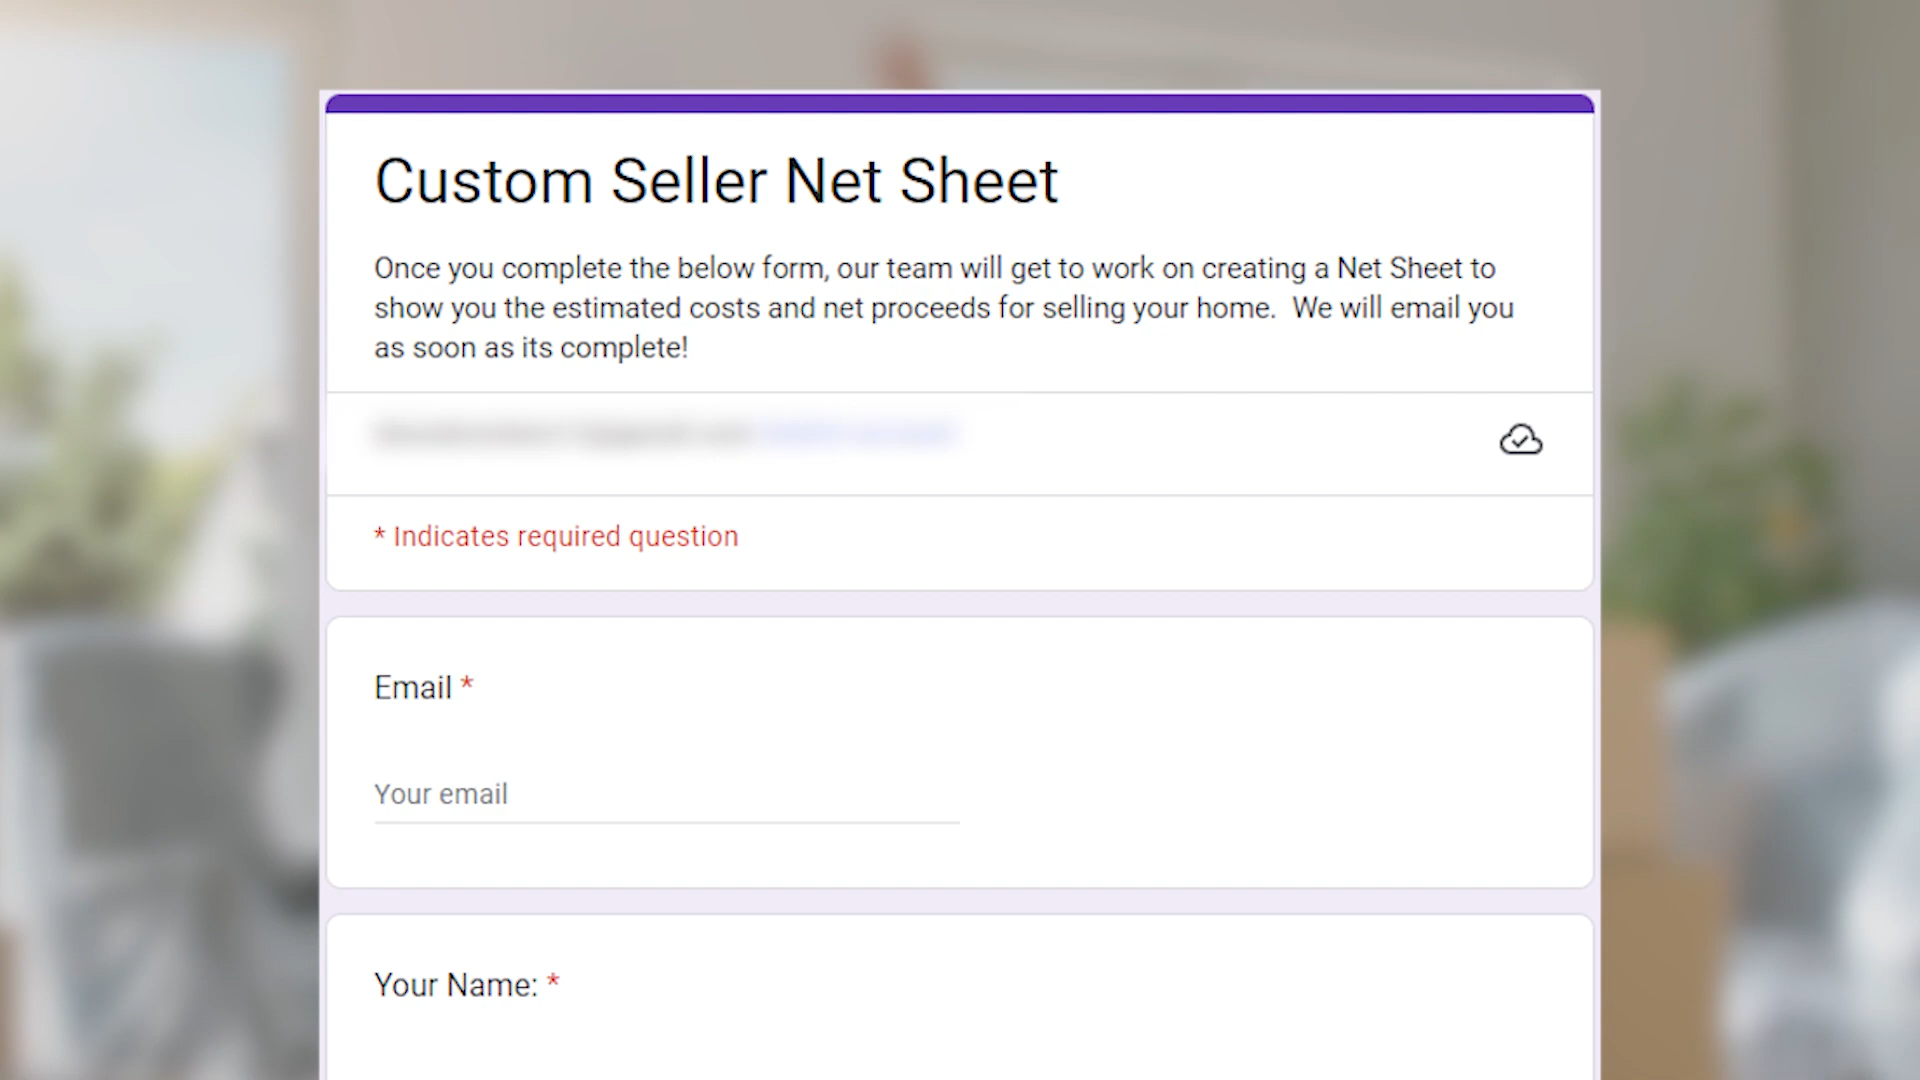 Custom Seller Net Sheet
Once you complete the below form, our team will get to work on creating a Net Sheet to
show you the estimated costs and net proceeds for selling your home.  We will email you
as soon as its complete!
* Indicates required question
Email *
Your email
Your Name: *